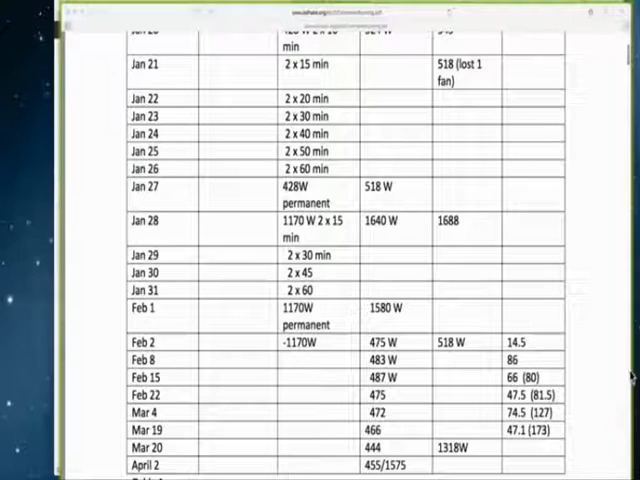 min
Jan 21 2 x 15 min 518 (lost 1
fan)
Jan 22 2 x 20 min
Jan 23 2 x 30 min
Jan 24 2 x 40 min
Jan 25 2 x 50 min
Jan 26 2 x 60 min
Jan 27 428W 518 W
permanent
Jan 28 1170 W 2 x 15 1640 W 1688
min
Jan 29 2 x 30 min
Jan 30 2 x 45
Jan 31 2 x 60
Feb 1 1170W 1580 W
permanent
Feb 2 -1170W 475 W 518 W 14.5
Feb 8 483 W 86
Feb 15 487 W 66 (80)
Feb 22 475 47.5 (81.5)
Mar 4 472 74.5 (127)
Mar 19 466 47.1 (173)
Mar 20 444 1318W
April 2 455/1575